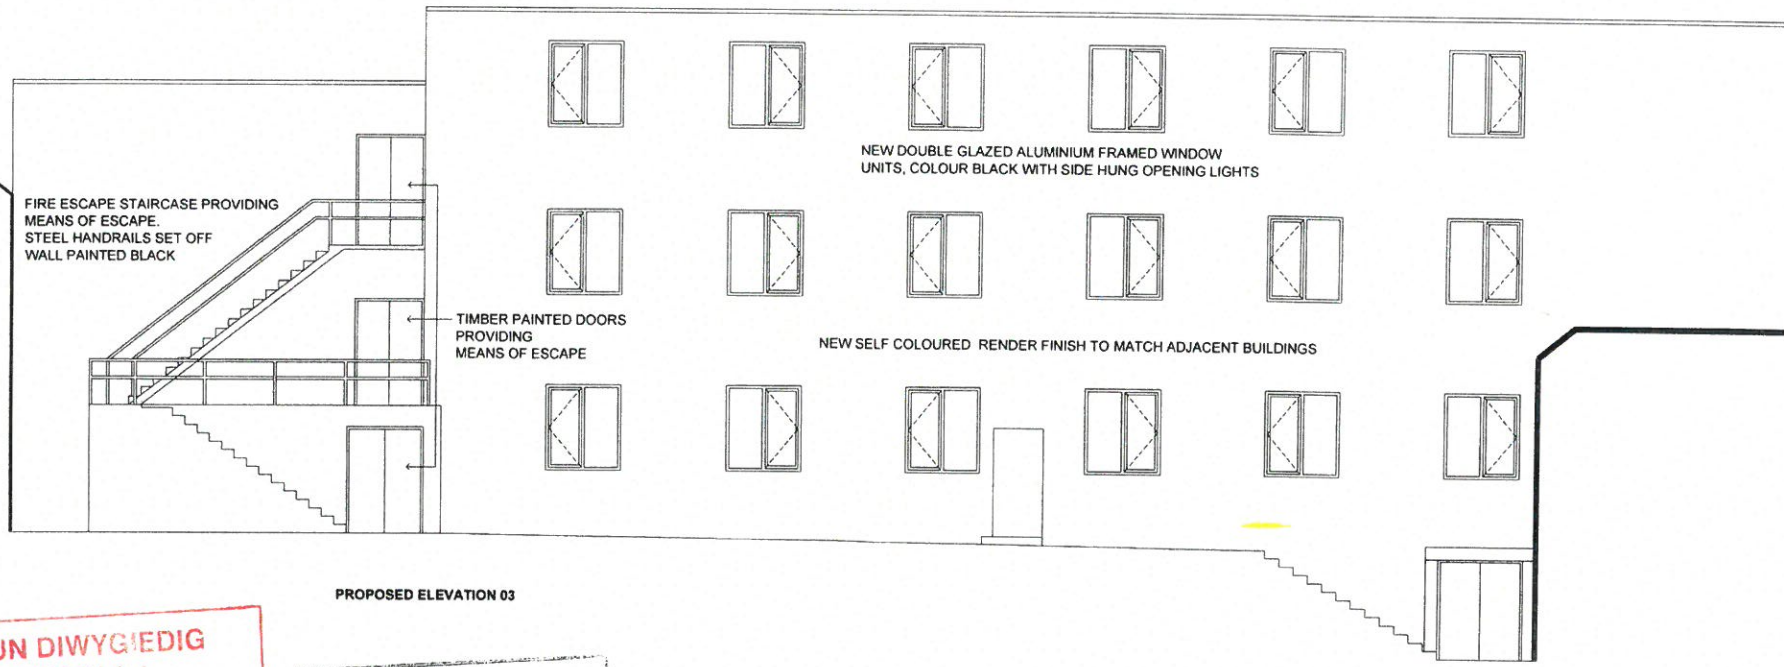 NEW DOUBLE GLAZED ALUMINIUM FRAMED WINDOW
UNITS, COLOUR BLACK WITH SIDE HUNG OPENING LIGHTS
FIRE ESCAPE STAIRCASE PROVIDING
MEANS OF ESCAPE.
STEEL HANDRAILS SET OFF
WALL PAINTED BLACK
TIMBER PAINTED DOORS
PROVIDING
MEANS OF ESCAPE
NEW SELF COLOURED RENDER FINISH TO MATCH ADJACENT BUILDINGS
PROPOSED ELEVATION 03
DIWYGIEDIG